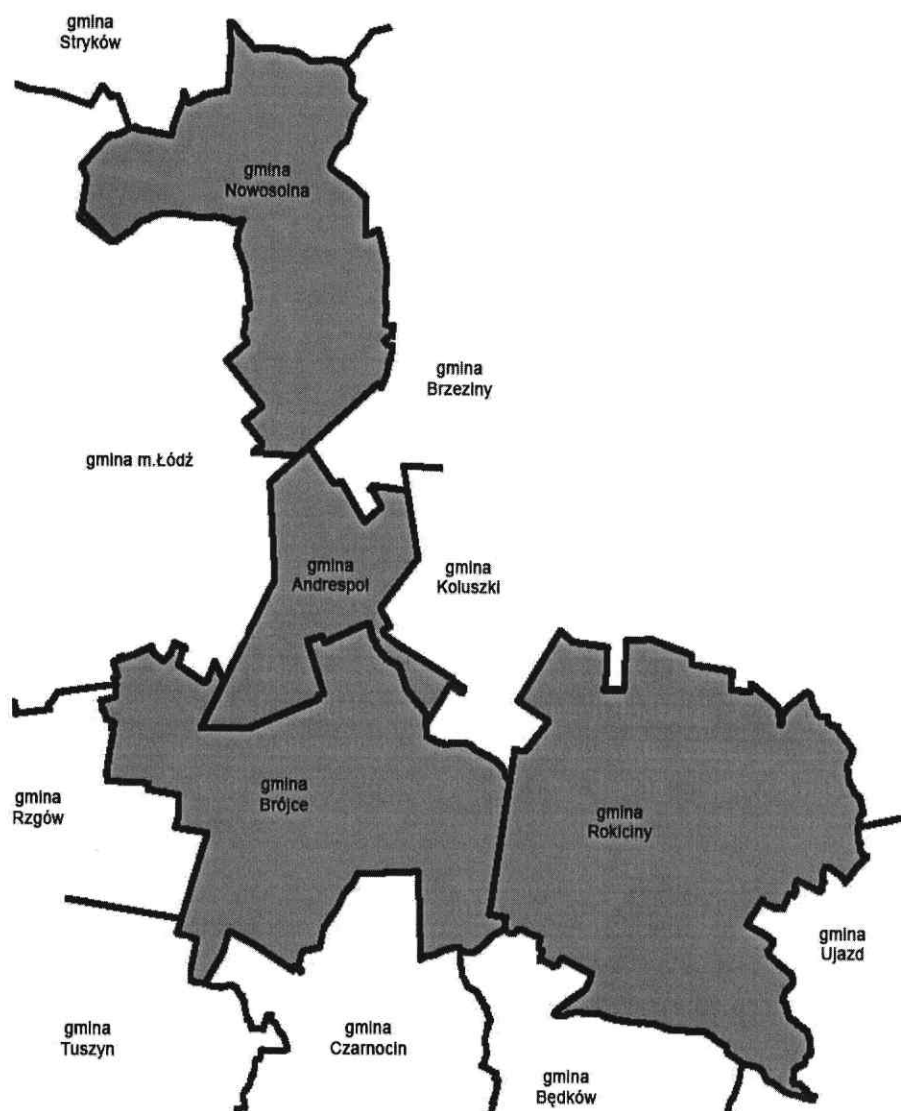 gmina
Stryków
gmina
Nowosolna
gmina
Brzeziny
gmina m.Łódź
gmina
Andrespol
gmina
Koluszki
gmina
Brójce
gmina
Rzgów
gmina
Rokiciny
gmina
Ujazd
gmina
Tuszyn
gmina
Czarnocin
gmina
Będków